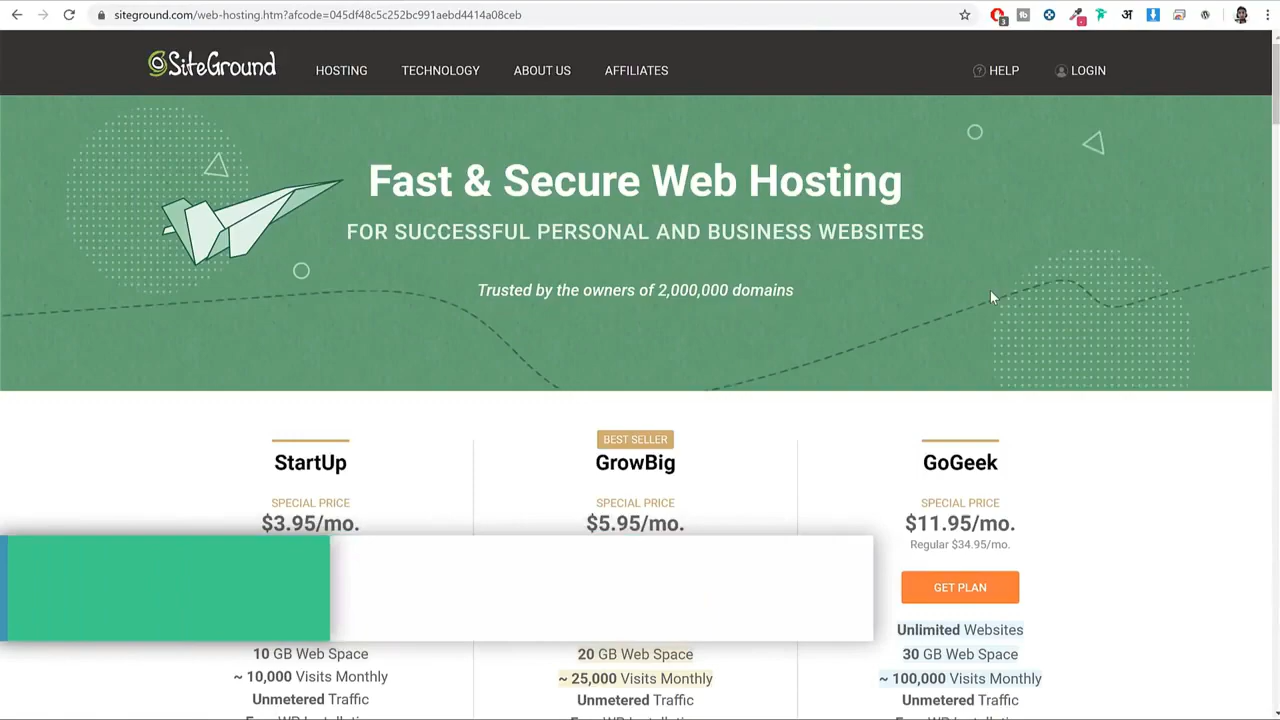 siteground.com/web-hosting.htm?afcode=045df48c5c252bc991aebd4414a08ceb
3
अ
SiteGround
HOSTING TECHNOLOGY ABOUT US AFFILIATES
HELP LOGIN
Fast & Secure Web Hosting
FOR SUCCESSFUL PERSONAL AND BUSINESS WEBSITES
Trusted by the owners of 2,000,000 domains
StartUp
SPECIAL PRICE
$3.95/mo.
10 GB Web Space
~ 10,000 Visits Monthly
Unmetered Traffic
BEST SELLER
GrowBig
SPECIAL PRICE
$5.95/mo.
20 GB Web Space
~ 25,000 Visits Monthly
Unmetered Traffic
GoGeek
SPECIAL PRICE
$11.95/mo.
Regular $34.95/mo.
GET PLAN
Unlimited Websites
30 GB Web Space
~ 100,000 Visits Monthly
Unmetered Traffic